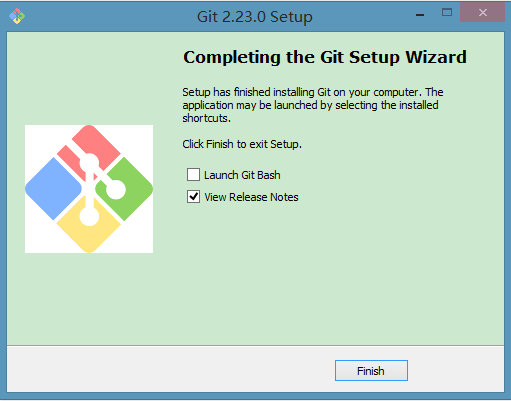 Git 2.23.0 Setup
Completing the Git Setup Wizard
Setup has finished installing Git on your computer. The
application may be launched by selecting the installed
shortcuts.
Click Finish to exit Setup.
Launch Git Bash
View Release Notes
Finish